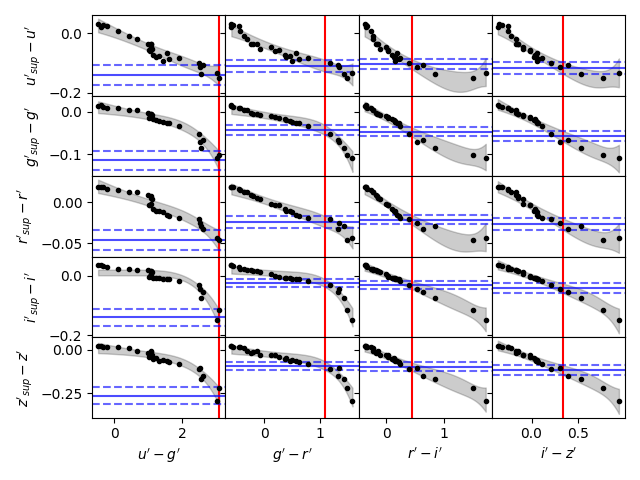 0.0
−0.2
u'sup − u'
0.0
−0.1
g'sup − g'
0.00
−0.05
r'sup − r'
0.0
−0.2
i'sup − i'
0.00
−0.25
z'sup − z'
0 2 0 1 0 1 0.0 0.5
u' − g' g' − r' r' − i' i' − z'